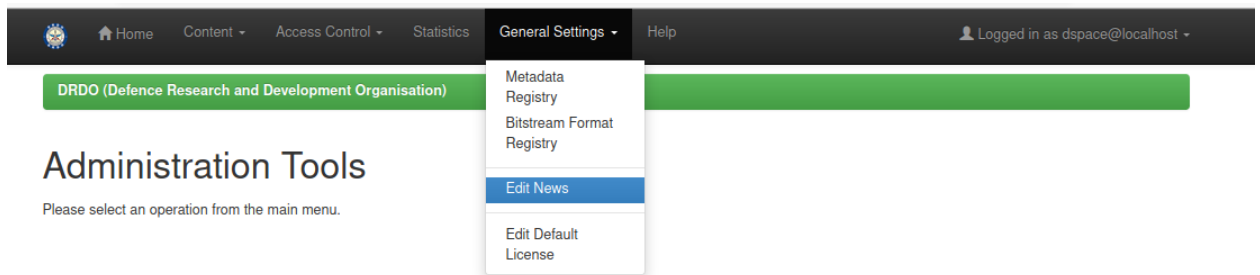 Home Content Access Control Statistics General Settings Help Logged in as dspace@localhost
DRDO (Defence Research and Development Organisation)
Metadata
Registry
Bitstream Format
Registry
Edit News
Edit Default
License
Administration Tools
Please select an operation from the main menu.